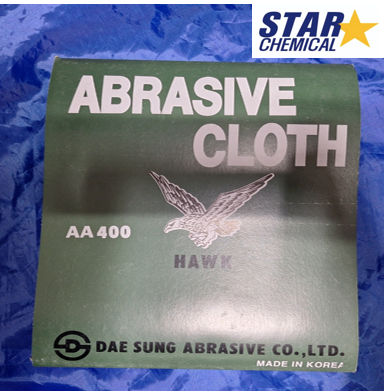 STAR
CHEMICAL
ABRASIVE
CLOTH
AA 400
HAWK
DAE SUNG ABRASIVE CO.,LTD.
MADE IN KOREA